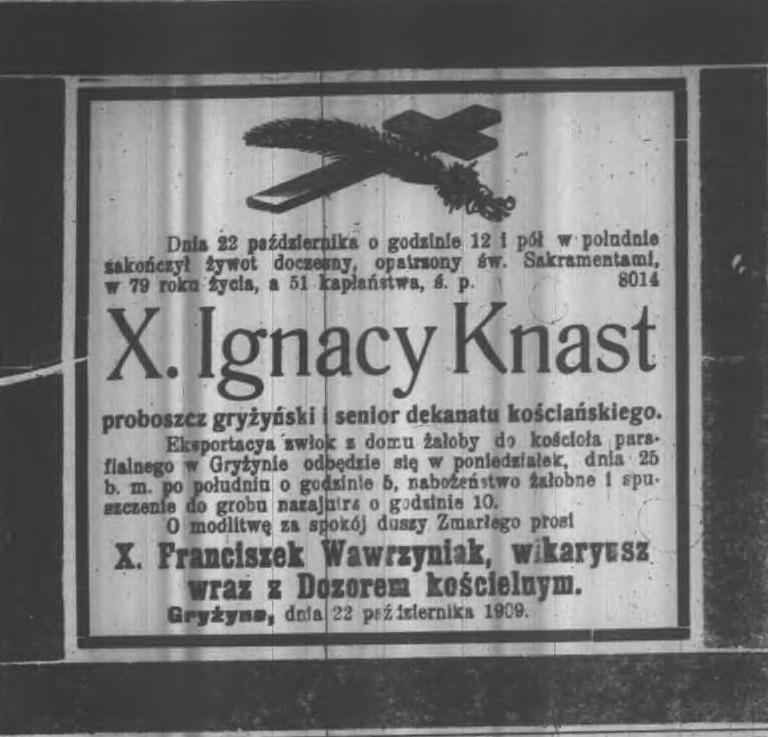 Dnia 22 października o godzinie 12 i pół w południe
zakończył żywot doczesny, opatrzony św. Sakramentami,
w 79 roku życia, a 51 kapłaństwa, ś. p. 8014
X. Ignacy Knast
proboszcz gryżyński i senior dekanatu kościańskiego.
Eksportacya zwłok z domu żałoby do kościoła para-
fialnego w Gryżynie odbędzie się w poniedziałek, dnia 25
b. m. po południu o godzinie 5, nabożeństwo żałobne i spu-
szczenie do grobu nazajutrz o godzinie 10.
O modlitwę za spokój duszy Zmarłego prosi
X. Franciszek Wawrzyniak, wikaryusz
wraz z Dozorem kościelnym.
Gryżyna, dnia 22 października 1909.